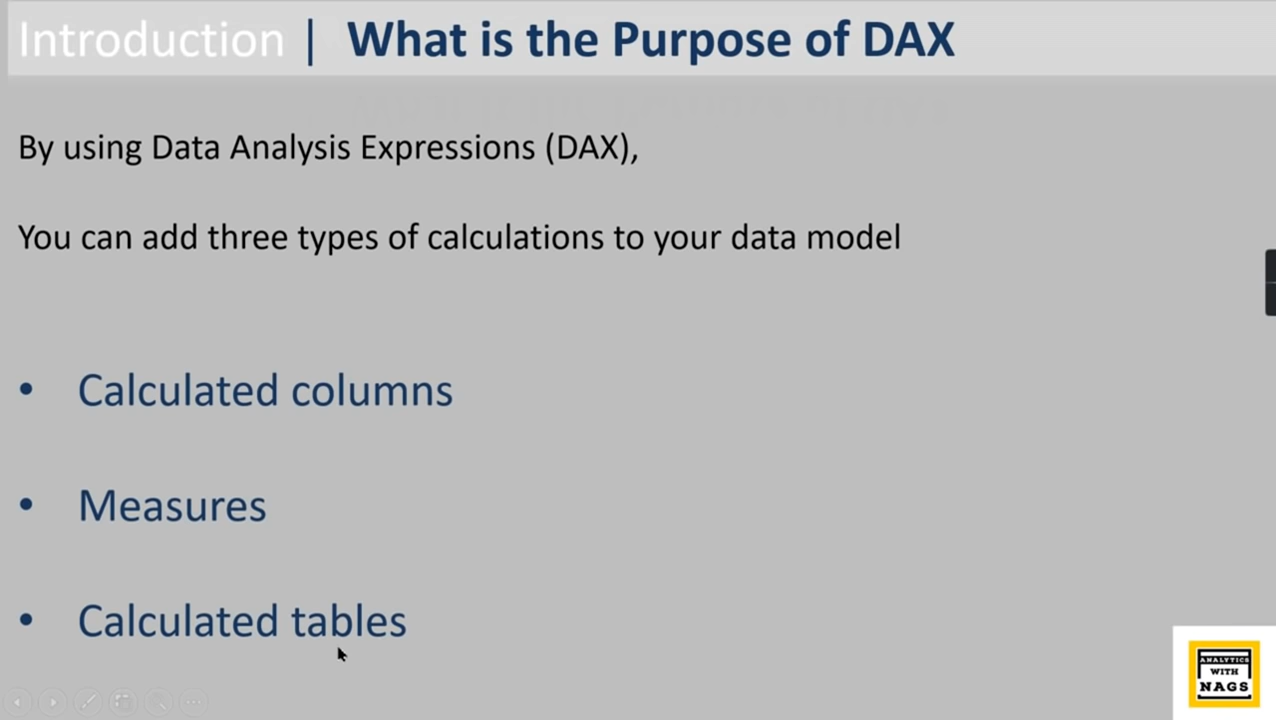 Introduction | What is the Purpose of DAX
By using Data Analysis Expressions (DAX),
You can add three types of calculations to your data model
• Calculated columns
• Measures
• Calculated tables
ANALYTICS
WITH
NAGS